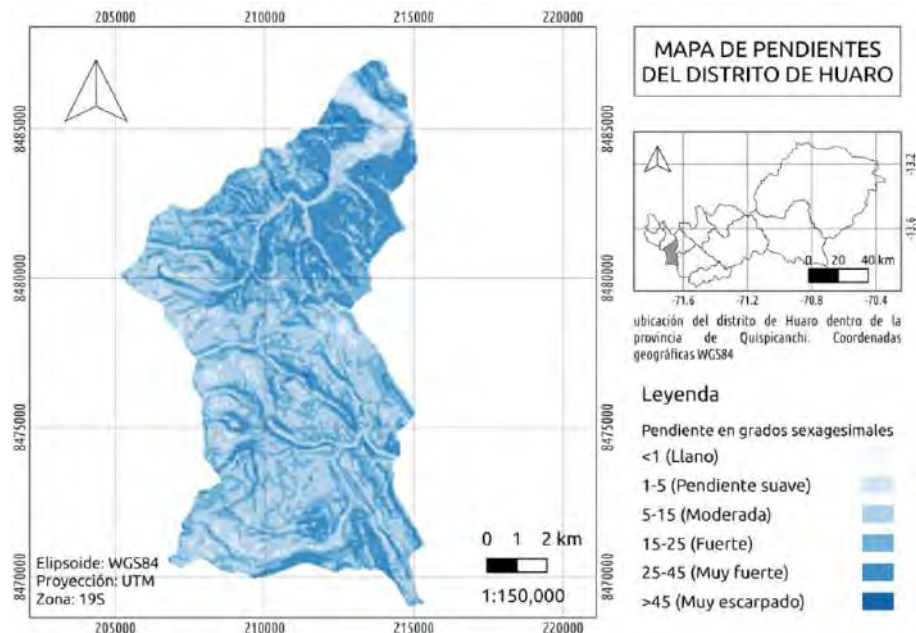 205000 210000 215000 220000
8485000
8480000
8475000
8470000
8485000
8480000
8475000
8470000
205000 210000 215000 220000
Elipsoide: WGS84
Proyección: UTM
Zona: 19S
0 1 2 km
1:150,000
MAPA DE PENDIENTES
DEL DISTRITO DE HUARO
-13.2
-13.6
0 20 40 km
-71.6 -71.2 -70.8 -70.4
ubicación del distrito de Huaro dentro de la
provincia de Quispicanchi. Coordenadas
geográficas WGS84
Leyenda
Pendiente en grados sexagesimales
<1 (Llano)
1-5 (Pendiente suave)
5-15 (Moderada)
15-25 (Fuerte)
25-45 (Muy fuerte)
>45 (Muy escarpado)